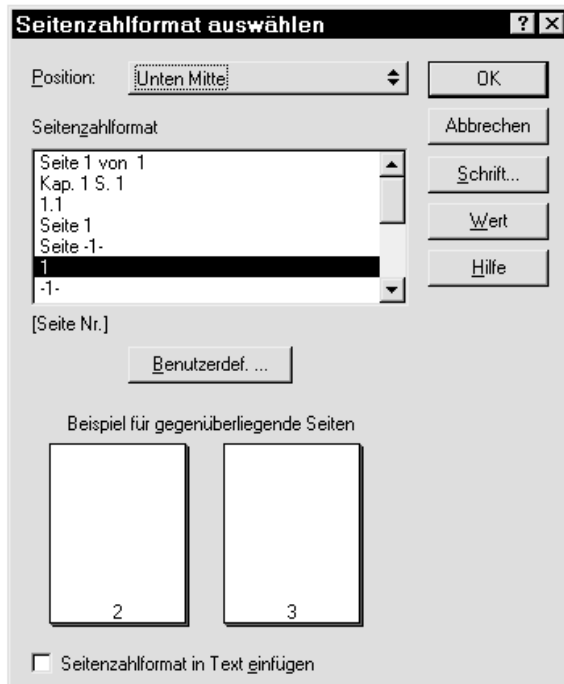 Seitenzahlformat auswählen ? ×
Position: Unten Mitte OK
Seitenzahlformat Abbrechen
Seite 1 von 1
Kap. 1 S. 1 Schrift...
1.1
Seite 1 Wert
Seite -1-
1 Hilfe
-1-
[Seite Nr.]
Benutzerdef. ...
Beispiel für gegenüberliegende Seiten
2 3
Seitenzahlformat in Text einfügen